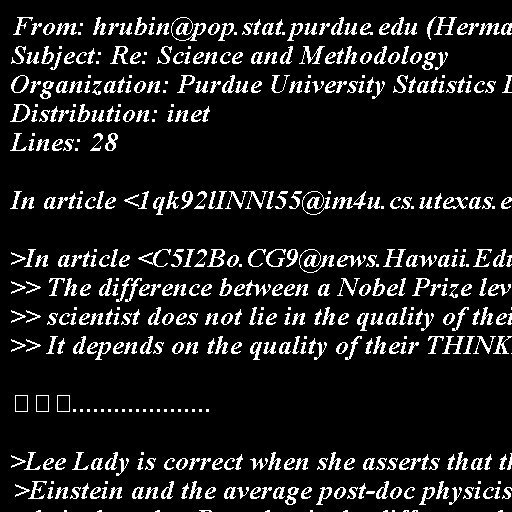 From: hrubin@pop.stat.purdue.edu (Herma
Subject: Re: Science and Methodology
Organization: Purdue University Statistics
Distribution: inet
Lines: 28
In article <1qk92lINNl55@im4u.cs.utexas.e
>In article <C5I2Bo.CG9@news.Hawaii.Edu
>> The difference between a Nobel Prize lev
>> scientist does not lie in the quality of thei
>> It depends on the quality of their THINK
□□□....................
>Lee Lady is correct when she asserts that th
>Einstein and the average post-doc physicis